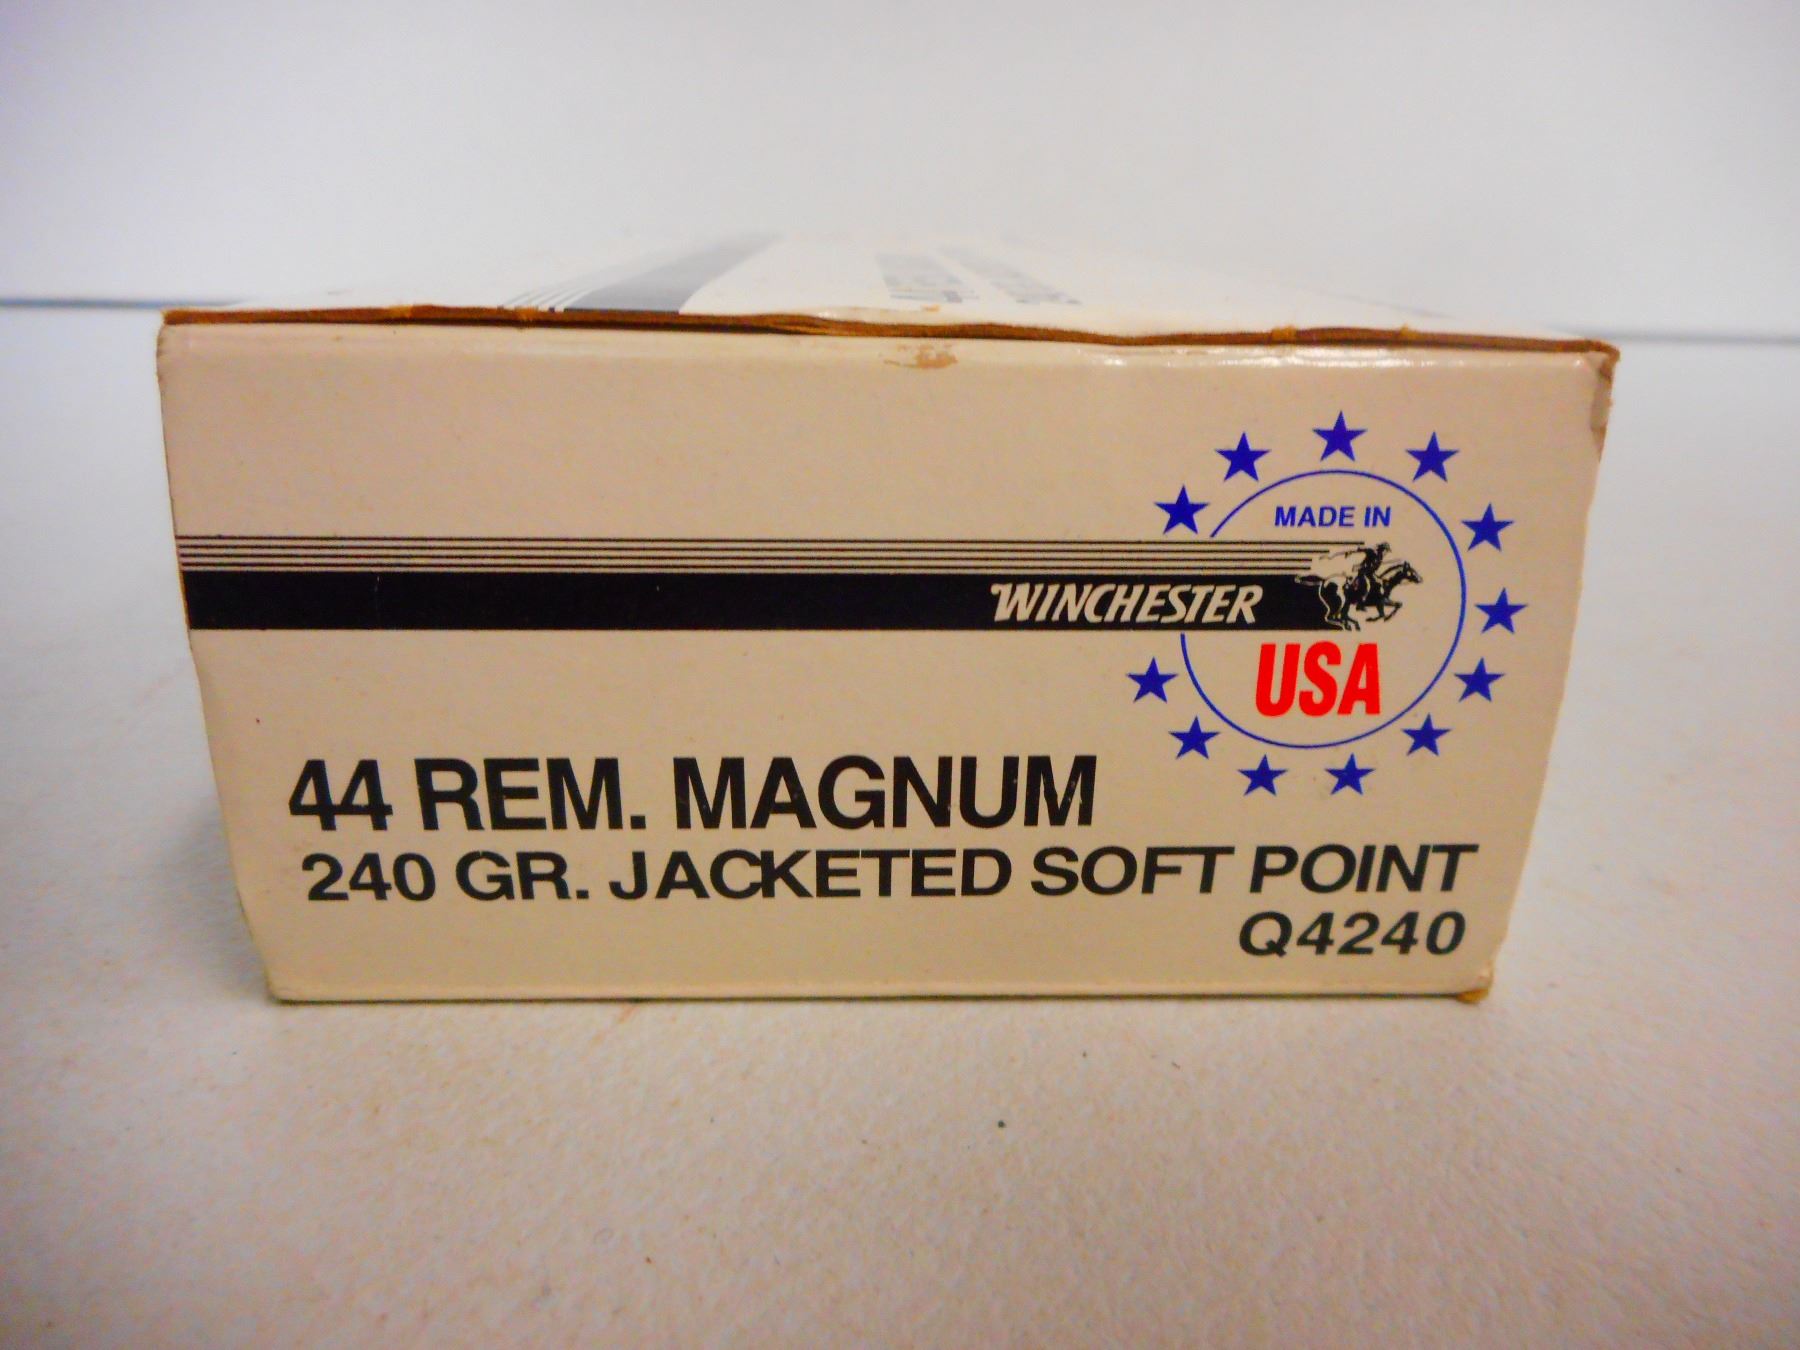 MADE IN
WINCHESTER
USA
44 REM. MAGNUM
240 GR. JACKETED SOFT POINT
Q4240